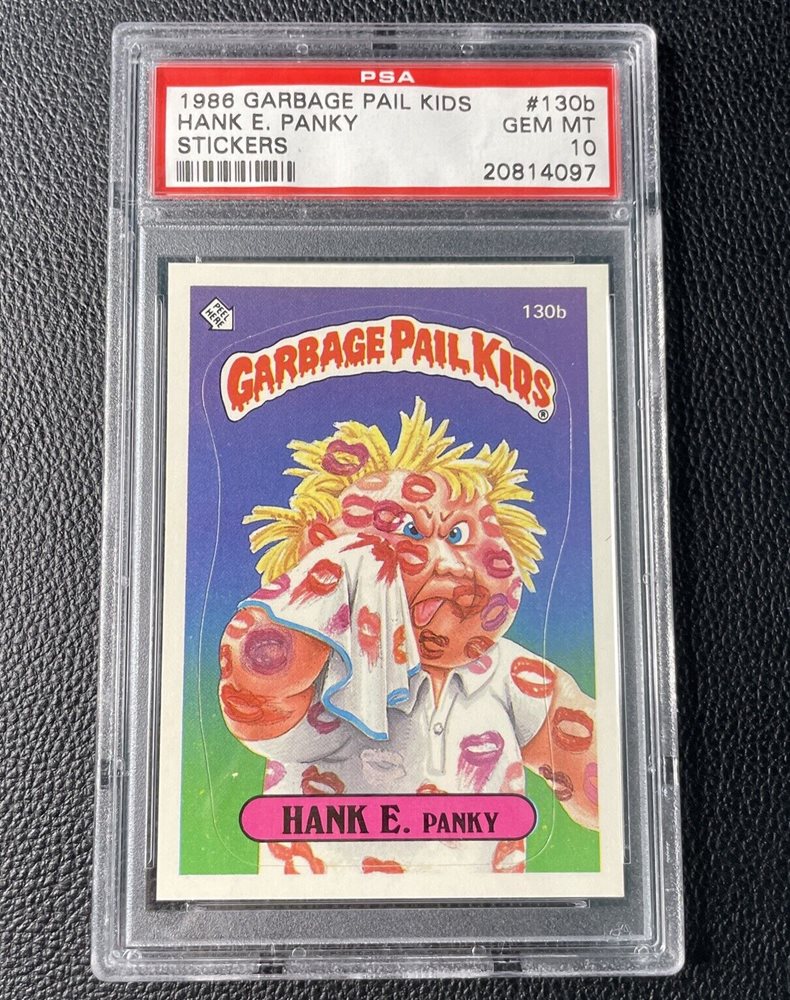 PSA
1986 GARBAGE PAIL KIDS #130b
HANK E. PANKY GEM MT
STICKERS 10
20814097
PEEL
HERE
130b
GARBAGE PAIL KIDS
®
HANK E. PANKY